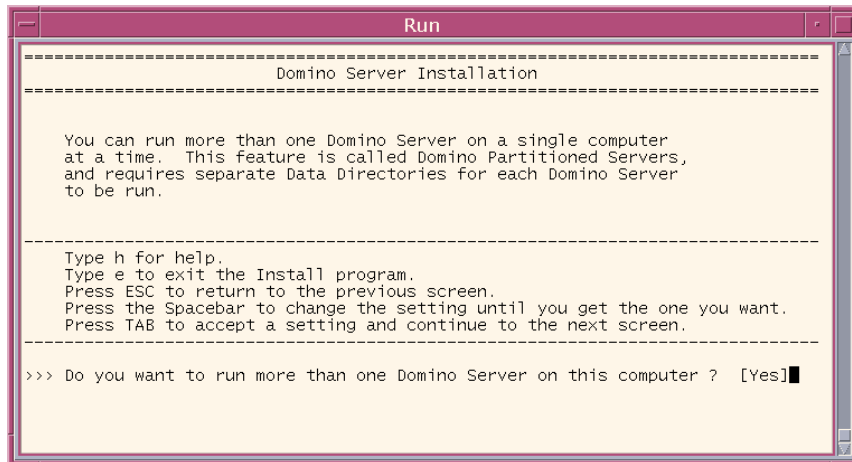 Run
Domino Server Installation
You can run more than one Domino Server on a single computer
at a time. This feature is called Domino Partitioned Servers,
and requires separate Data Directories for each Domino Server
to be run.
Type h for help.
Type e to exit the Install program.
Press ESC to return to the previous screen.
Press the Spacebar to change the setting until you get the one you want.
Press TAB to accept a setting and continue to the next screen.
>>> Do you want to run more than one Domino Server on this computer ? [Yes]